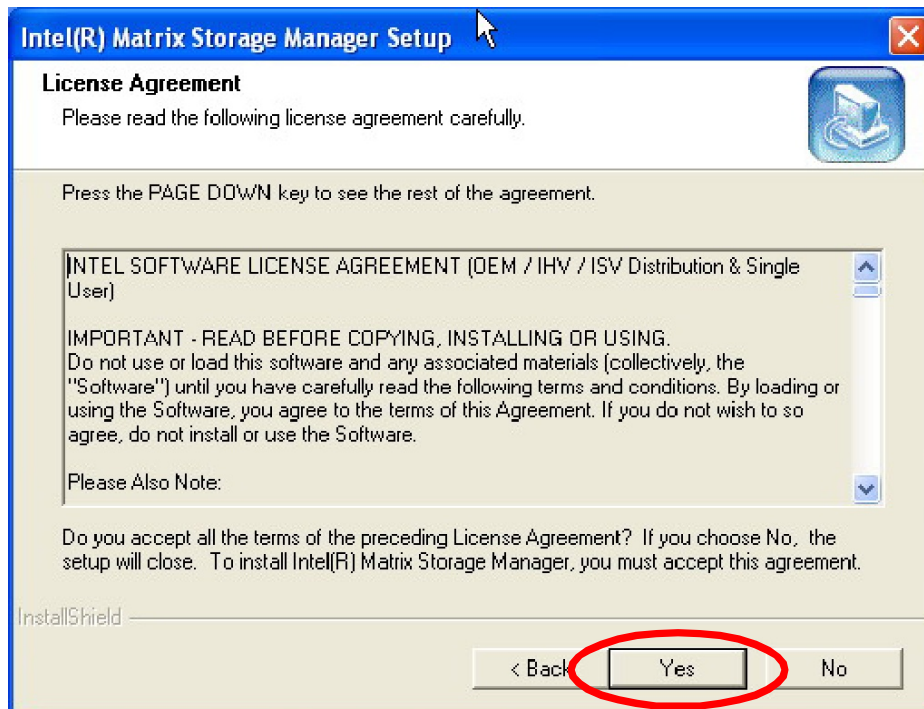 Intel(R) Matrix Storage Manager Setup
License Agreement
Please read the following license agreement carefully.
Press the PAGE DOWN key to see the rest of the agreement.
INTEL SOFTWARE LICENSE AGREEMENT (OEM / IHV / ISV Distribution & Single
User)
IMPORTANT - READ BEFORE COPYING, INSTALLING OR USING.
Do not use or load this software and any associated materials (collectively, the
"Software") until you have carefully read the following terms and conditions. By loading or
using the Software, you agree to the terms of this Agreement. If you do not wish to so
agree, do not install or use the Software.
Please Also Note:
Do you accept all the terms of the preceding License Agreement? If you choose No, the
setup will close. To install Intel(R) Matrix Storage Manager, you must accept this agreement.
InstallShield
< Back
Yes
No